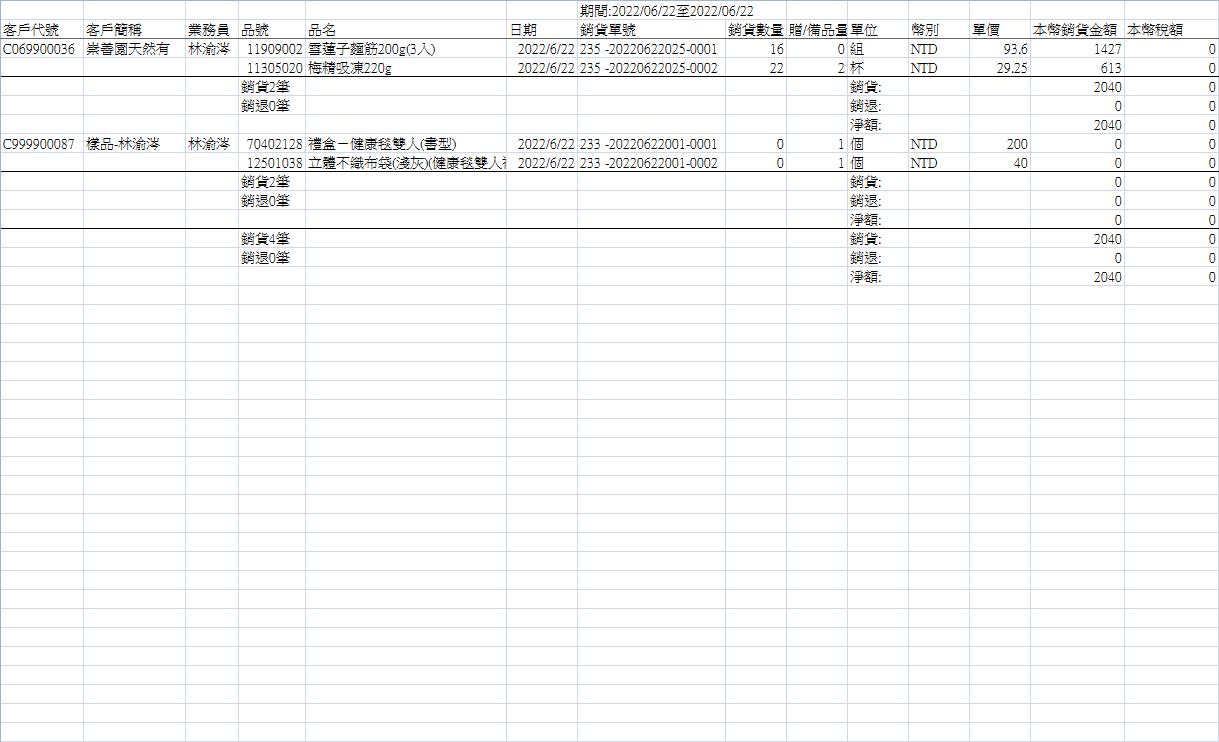 期間:2022/06/22至2022/06/22
客戶代號 客戶簡稱 業務員 品號 品名 日期 銷貨單號 銷貨數量 贈/備品量 單位 幣別 單價 本幣銷貨金額 本幣稅額
C069900036 崇善園天然有 林渝涔 11909002 雪蓮子麵筋200g(3入) 2022/6/22 235 -20220622025-0001 16 0 組 NTD 93.6 1427 0
11305020 梅精吸凍220g 2022/6/22 235 -20220622025-0002 22 2 杯 NTD 29.25 613 0
銷貨2筆 銷貨: 2040 0
銷退0筆 銷退: 0 0
淨額: 2040 0
C999900087 樣品-林渝涔 林渝涔 70402128 禮盒－健康毯雙人(書型) 2022/6/22 233 -20220622001-0001 0 1 個 NTD 200 0 0
12501038 立體不織布袋(淺灰)(健康毯雙人 2022/6/22 233 -20220622001-0002 0 1 個 NTD 40 0 0
銷貨2筆 銷貨: 0 0
銷退0筆 銷退: 0 0
淨額: 0 0
銷貨4筆 銷貨: 2040 0
銷退0筆 銷退: 0 0
淨額: 2040 0